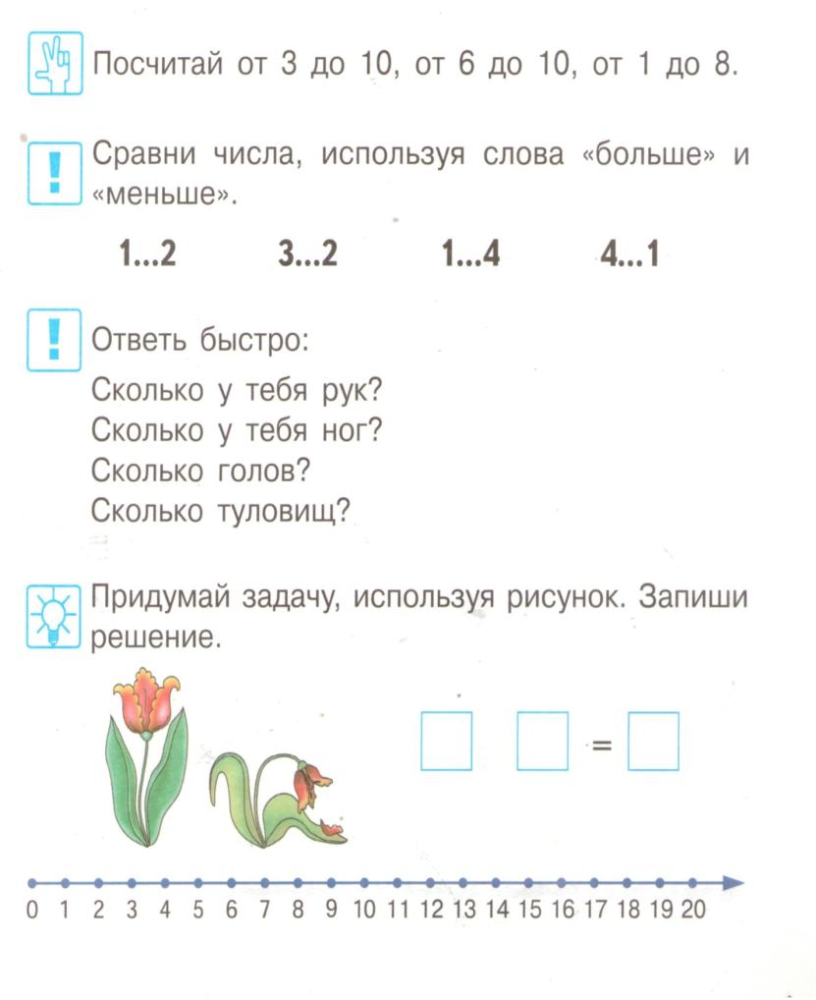 Посчитай от 3 до 10, от 6 до 10, от 1 до 8.
Сравни числа, используя слова «больше» и
«меньше».
1...2 3...2 1...4 4...1
Ответь быстро:
Сколько у тебя рук?
Сколько у тебя ног?
Сколько голов?
Сколько туловищ?
Придумай задачу, используя рисунок. Запиши
решение.
=
0 1 2 3 4 5 6 7 8 9 10 11 12 13 14 15 16 17 18 19 20